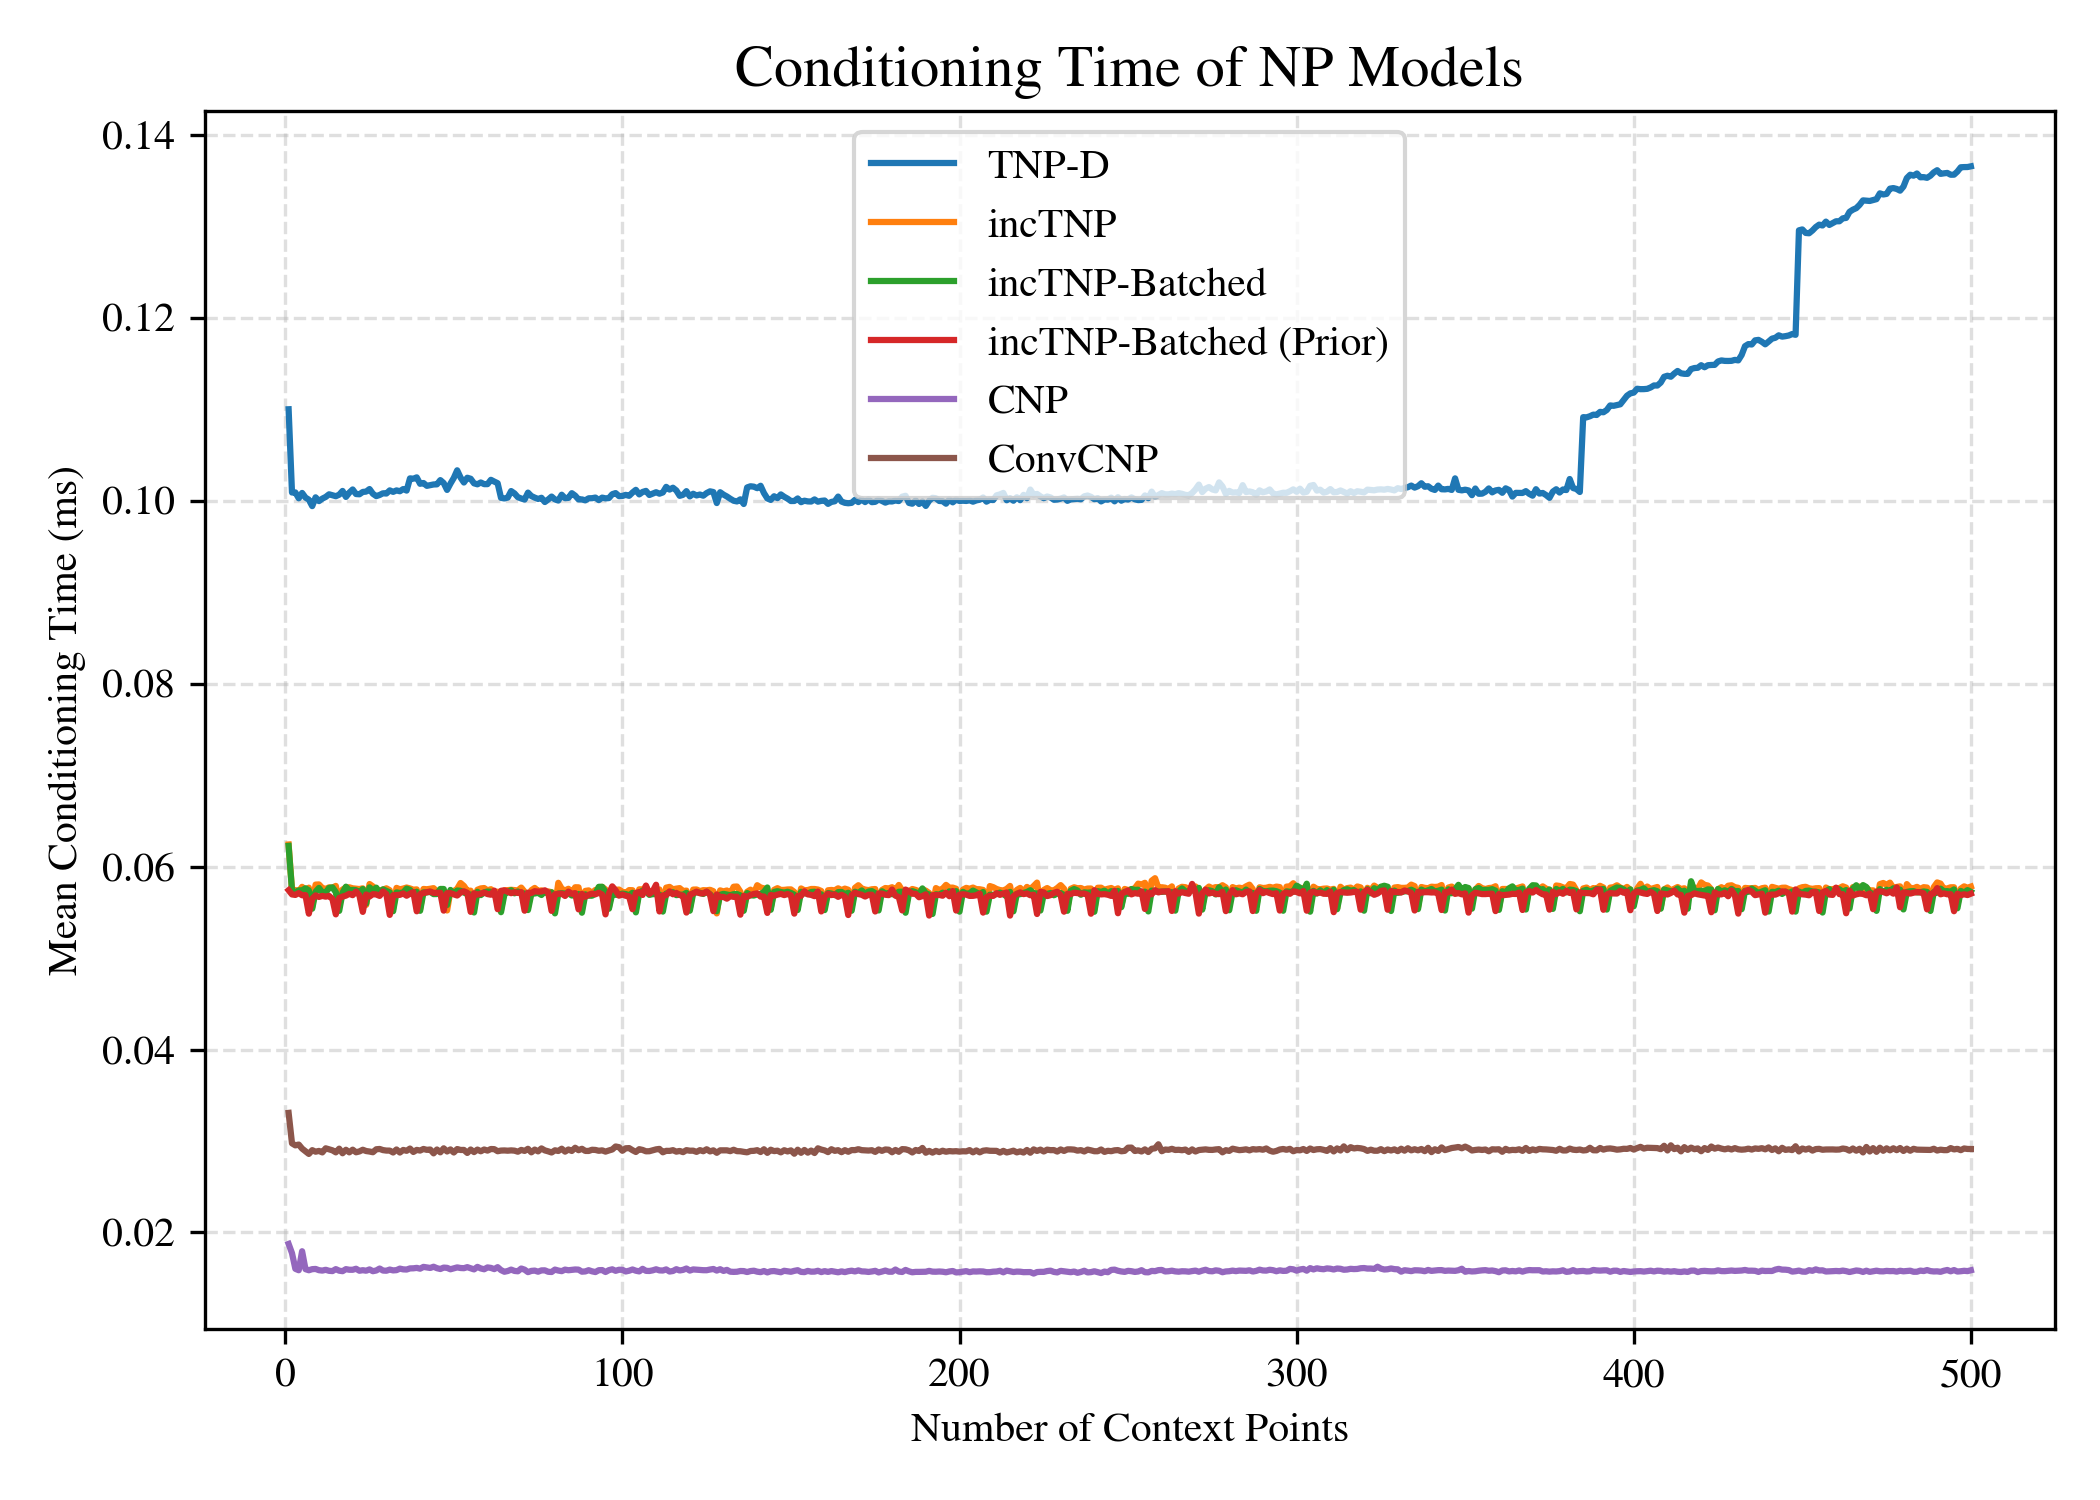 Conditioning Time of NP Models
Mean Conditioning Time (ms)
0.14
0.12
0.10
0.08
0.06
0.04
0.02
TNP-D
incTNP
incTNP-Batched
incTNP-Batched (Prior)
CNP
ConvCNP
0 100 200 300 400 500
Number of Context Points